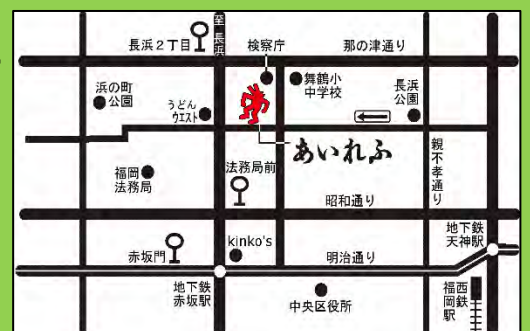 至長浜
長浜2丁目
検察庁
那の津通り
浜の町
公園
うどん
ウエスト
舞鶴小
中学校
長浜
公園
あいれふ
親不孝通り
福岡
法務局
法務局前
昭和通り
赤坂門
kinko's
明治通り
地下鉄
天神駅
地下鉄
赤坂駅
中央区役所
西鉄
福岡駅